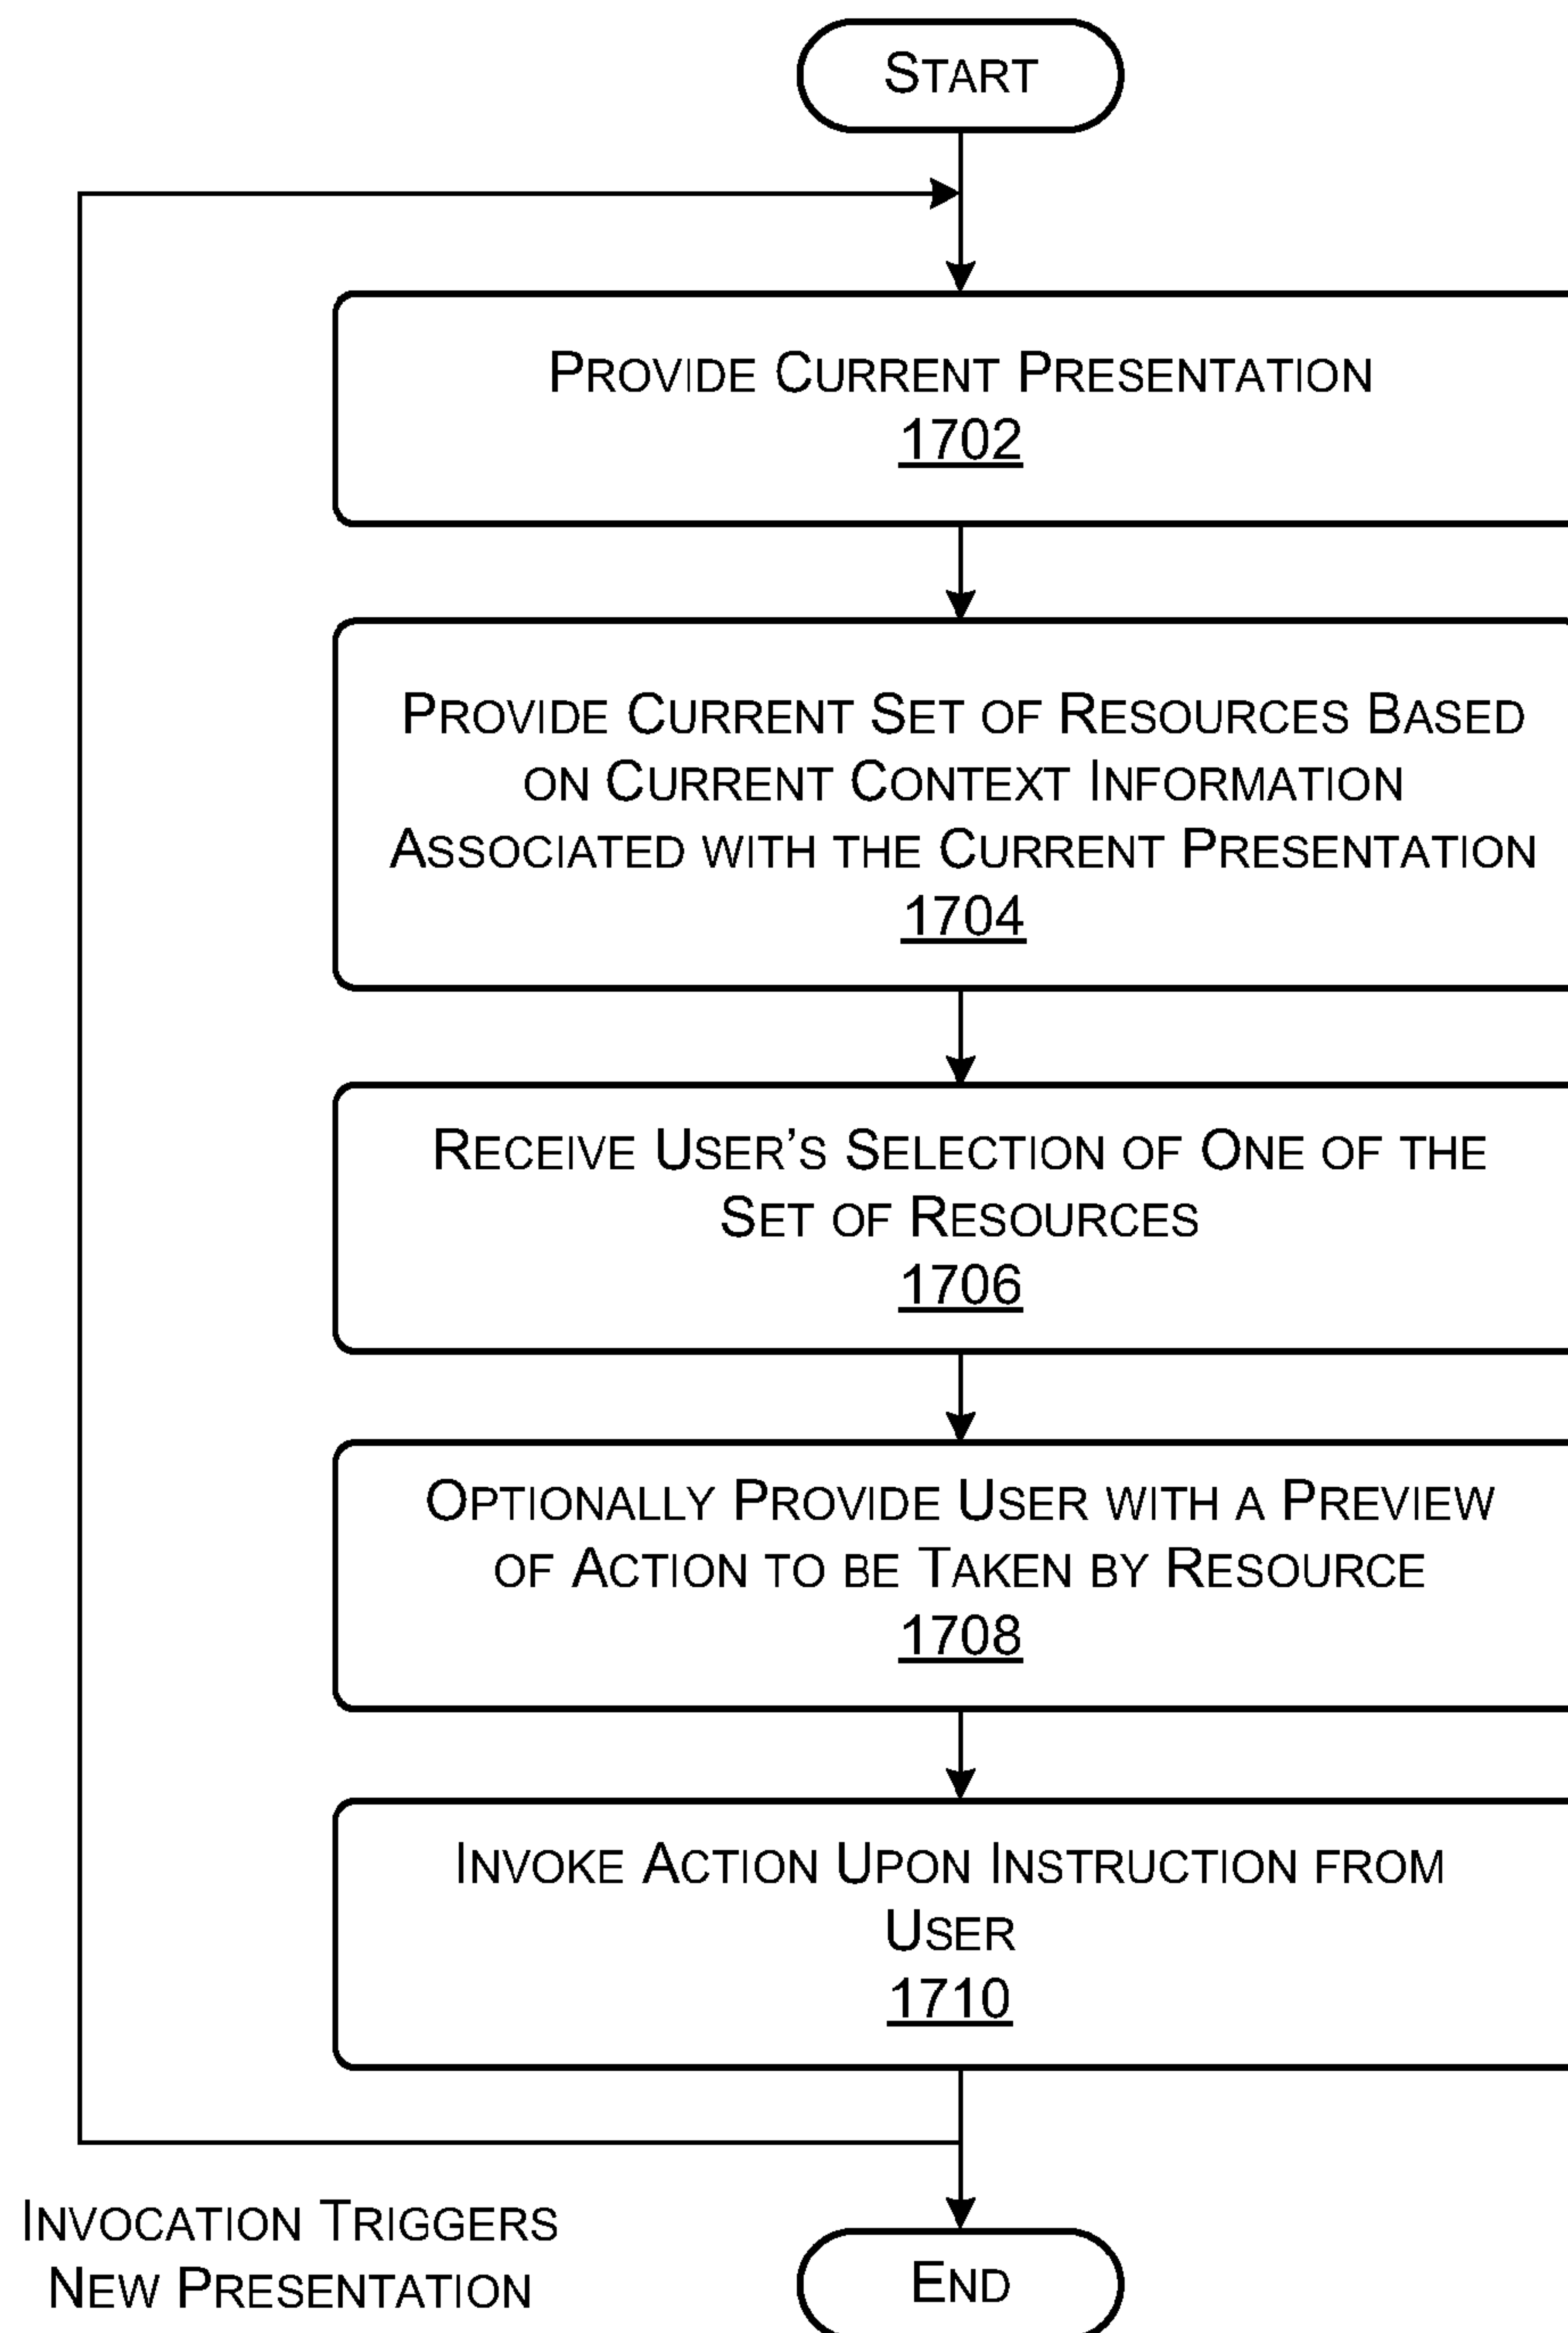 START
PROVIDE CURRENT PRESENTATION
1702
PROVIDE CURRENT SET OF RESOURCES BASED
ON CURRENT CONTEXT INFORMATION
ASSOCIATED WITH THE CURRENT PRESENTATION
1704
RECEIVE USER’S SELECTION OF ONE OF THE
SET OF RESOURCES
1706
OPTIONALLY PROVIDE USER WITH A PREVIEW
OF ACTION TO BE TAKEN BY RESOURCE
1708
INVOKE ACTION UPON INSTRUCTION FROM
USER
1710
INVOCATION TRIGGERS
NEW PRESENTATION
END